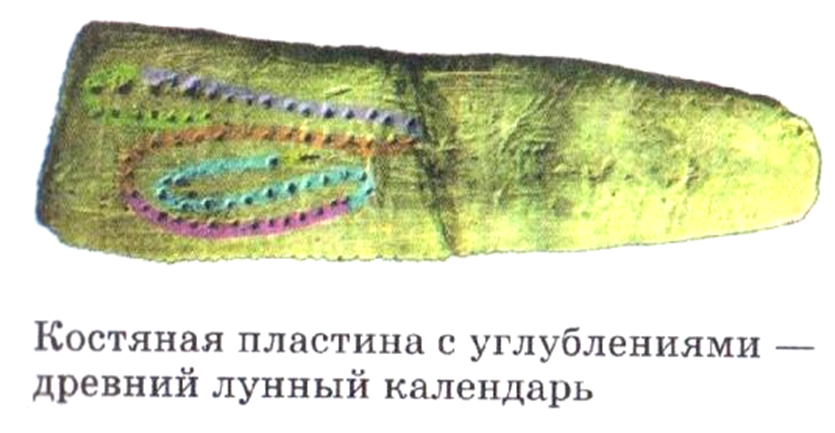 Костяная пластина с углублениями —
древний лунный календарь